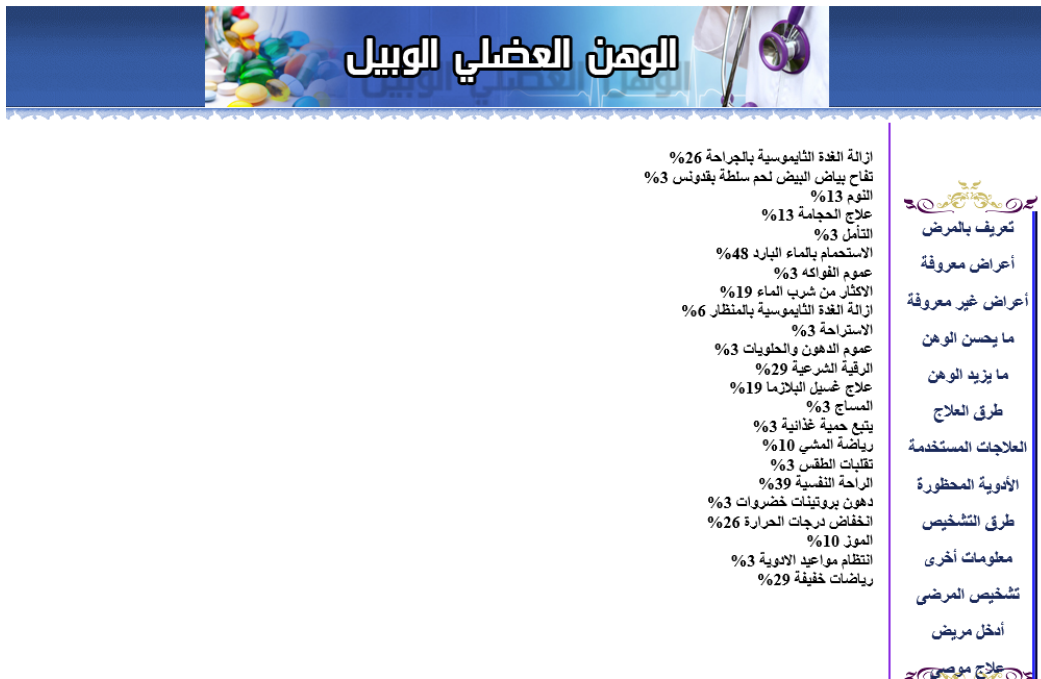 الوهن العضلي الوبيل
ازالة الغدة الثايموسية بالجراحة 26%
تفاح بياض البيض لحم سلطة بقدونس 3%
النوم 13%
علاج الحجامة 13%
التأمل 3%
الاستحمام بالماء البارد 48%
عموم الفواكه 3%
الاكثار من شرب الماء 19%
ازالة الغدة الثايموسية بالمنظار 6%
الاستراحة 3%
عموم الدهون والحلويات 3%
الرقية الشرعية 29%
علاج غسيل البلازما 19%
المساج 3%
يتبع حمية غذائية 3%
رياضة المشي 10%
تقلبات الطقس 3%
الراحة النفسية 39%
دهون بروتينات خضروات 3%
انخفاض درجات الحرارة 26%
الموز 10%
انتظام مواعيد الادوية 3%
رياضات خفيفة 29%
تعريف بالمرض
أعراض معروفة
أعراض غير معروفة
ما يحسن الوهن
ما يزيد الوهن
طرق العلاج
العلاجات المستخدمة
الأدوية المحظورة
طرق التشخيص
معلومات أخرى
تشخيص المرضى
أدخل مريض
علاج موصى